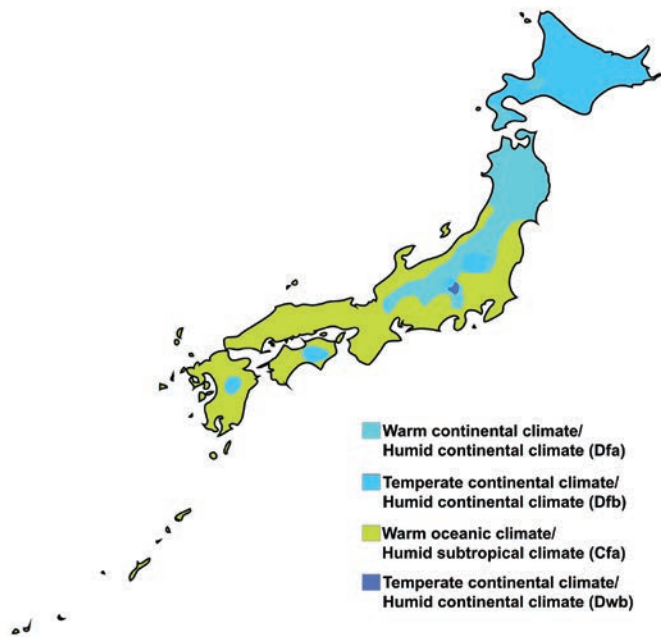 Warm continental climate/
Humid continental climate (Dfa)
Temperate continental climate/
Humid continental climate (Dfb)
Warm oceanic climate/
Humid subtropical climate (Cfa)
Temperate continental climate/
Humid continental climate (Dwb)